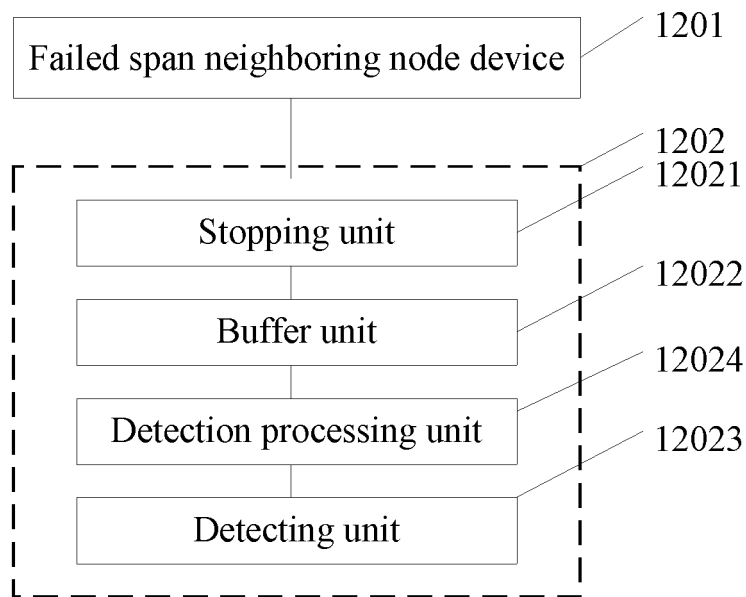 1201
Failed span neighboring node device
1202
12021
Stopping unit
12022
Buffer unit
12024
Detection processing unit
12023
Detecting unit